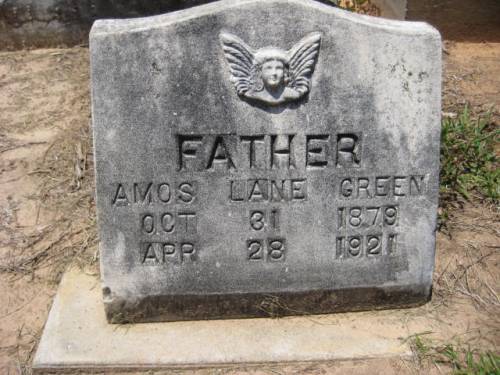 FATHER
AMOS LANE GREEN
OCT 31 1879
APR 28 1921